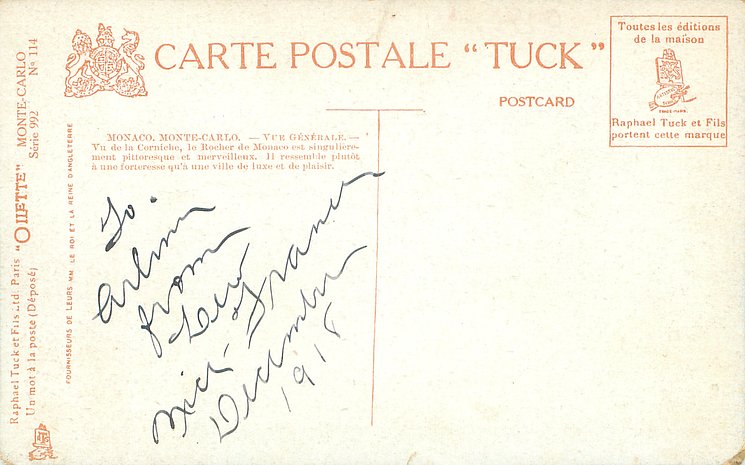 CARTE POSTALE "TUCK"
POSTCARD
Toutes les éditions
de la maison
TRADE MARK
Raphael Tuck et Fils
portent cette marque
MONACO, MONTE-CARLO. — VUE GÉNÉRALE. —
Vu de la Corniche, le Rocher de Monaco est singulière-
ment pittoresque et merveilleux. Il ressemble plutôt
à une forteresse qu'à une ville de luxe et de plaisir.
To.
from
Nice, France
December
1918
Raphael Tuck et Fils Ltd. Paris "OILETTE" MONTE-CARLO
Un mot à la poste (Déposé) Série 992 No 114
FOURNISSEURS DE LEURS MM. LE ROI ET LA REINE D'ANGLETERRE